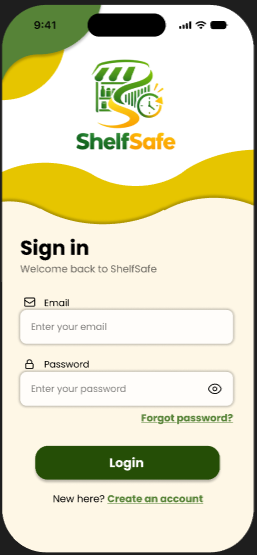 9:41
ShelfSafe
Sign in
Welcome back to ShelfSafe
Email
Enter your email
Password
Enter your password
Forgot password?
Login
New here? Create an account